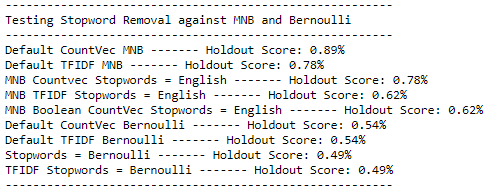 ------------------------------------------------------
Testing Stopword Removal against MNB and Bernoulli
------------------------------------------------------
Default CountVec MNB ------- Holdout Score: 0.89%
Default TFIDF MNB ------- Holdout Score: 0.78%
MNB Countvec Stopwords = English ------- Holdout Score: 0.78%
MNB TFIDF Stopwords = English ------- Holdout Score: 0.62%
MNB Boolean CountVec Stopwords = English ------- Holdout Score: 0.62%
Default CountVec Bernoulli ------- Holdout Score: 0.54%
Default TFIDF Bernoulli ------- Holdout Score: 0.54%
Stopwords = Bernoulli ------- Holdout Score: 0.49%
TFIDF Stopwords = Bernoulli ------- Holdout Score: 0.49%
------------------------------------------------------